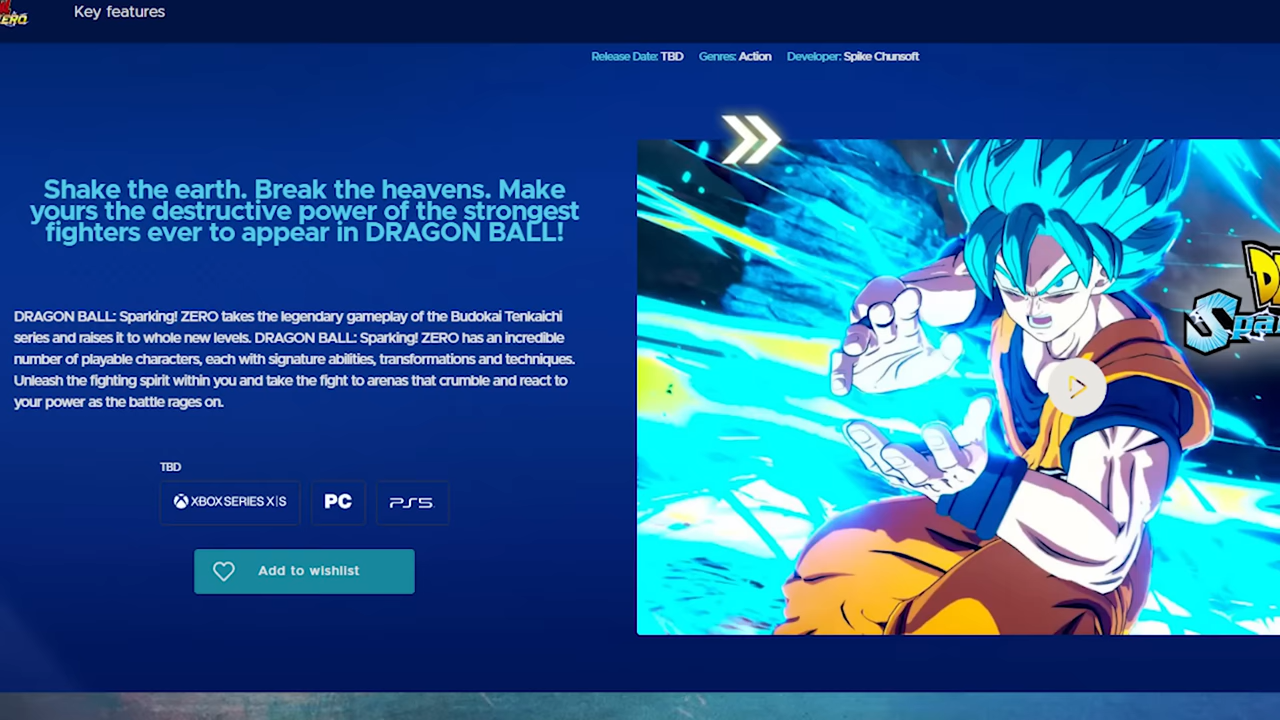 ERO
Key features
Release Date: TBD Genres: Action Developer: Spike Chunsoft
Shake the earth. Break the heavens. Make
yours the destructive power of the strongest
fighters ever to appear in DRAGON BALL!
DRAGON BALL: Sparking! ZERO takes the legendary gameplay of the Budokai Tenkaichi
series and raises it to whole new levels. DRAGON BALL: Sparking! ZERO has an incredible
number of playable characters, each with signature abilities, transformations and techniques.
Unleash the fighting spirit within you and take the fight to arenas that crumble and react to
your power as the battle rages on.
TBD
XBOX SERIES X|S PC PS5
Add to wishlist
D
Spa